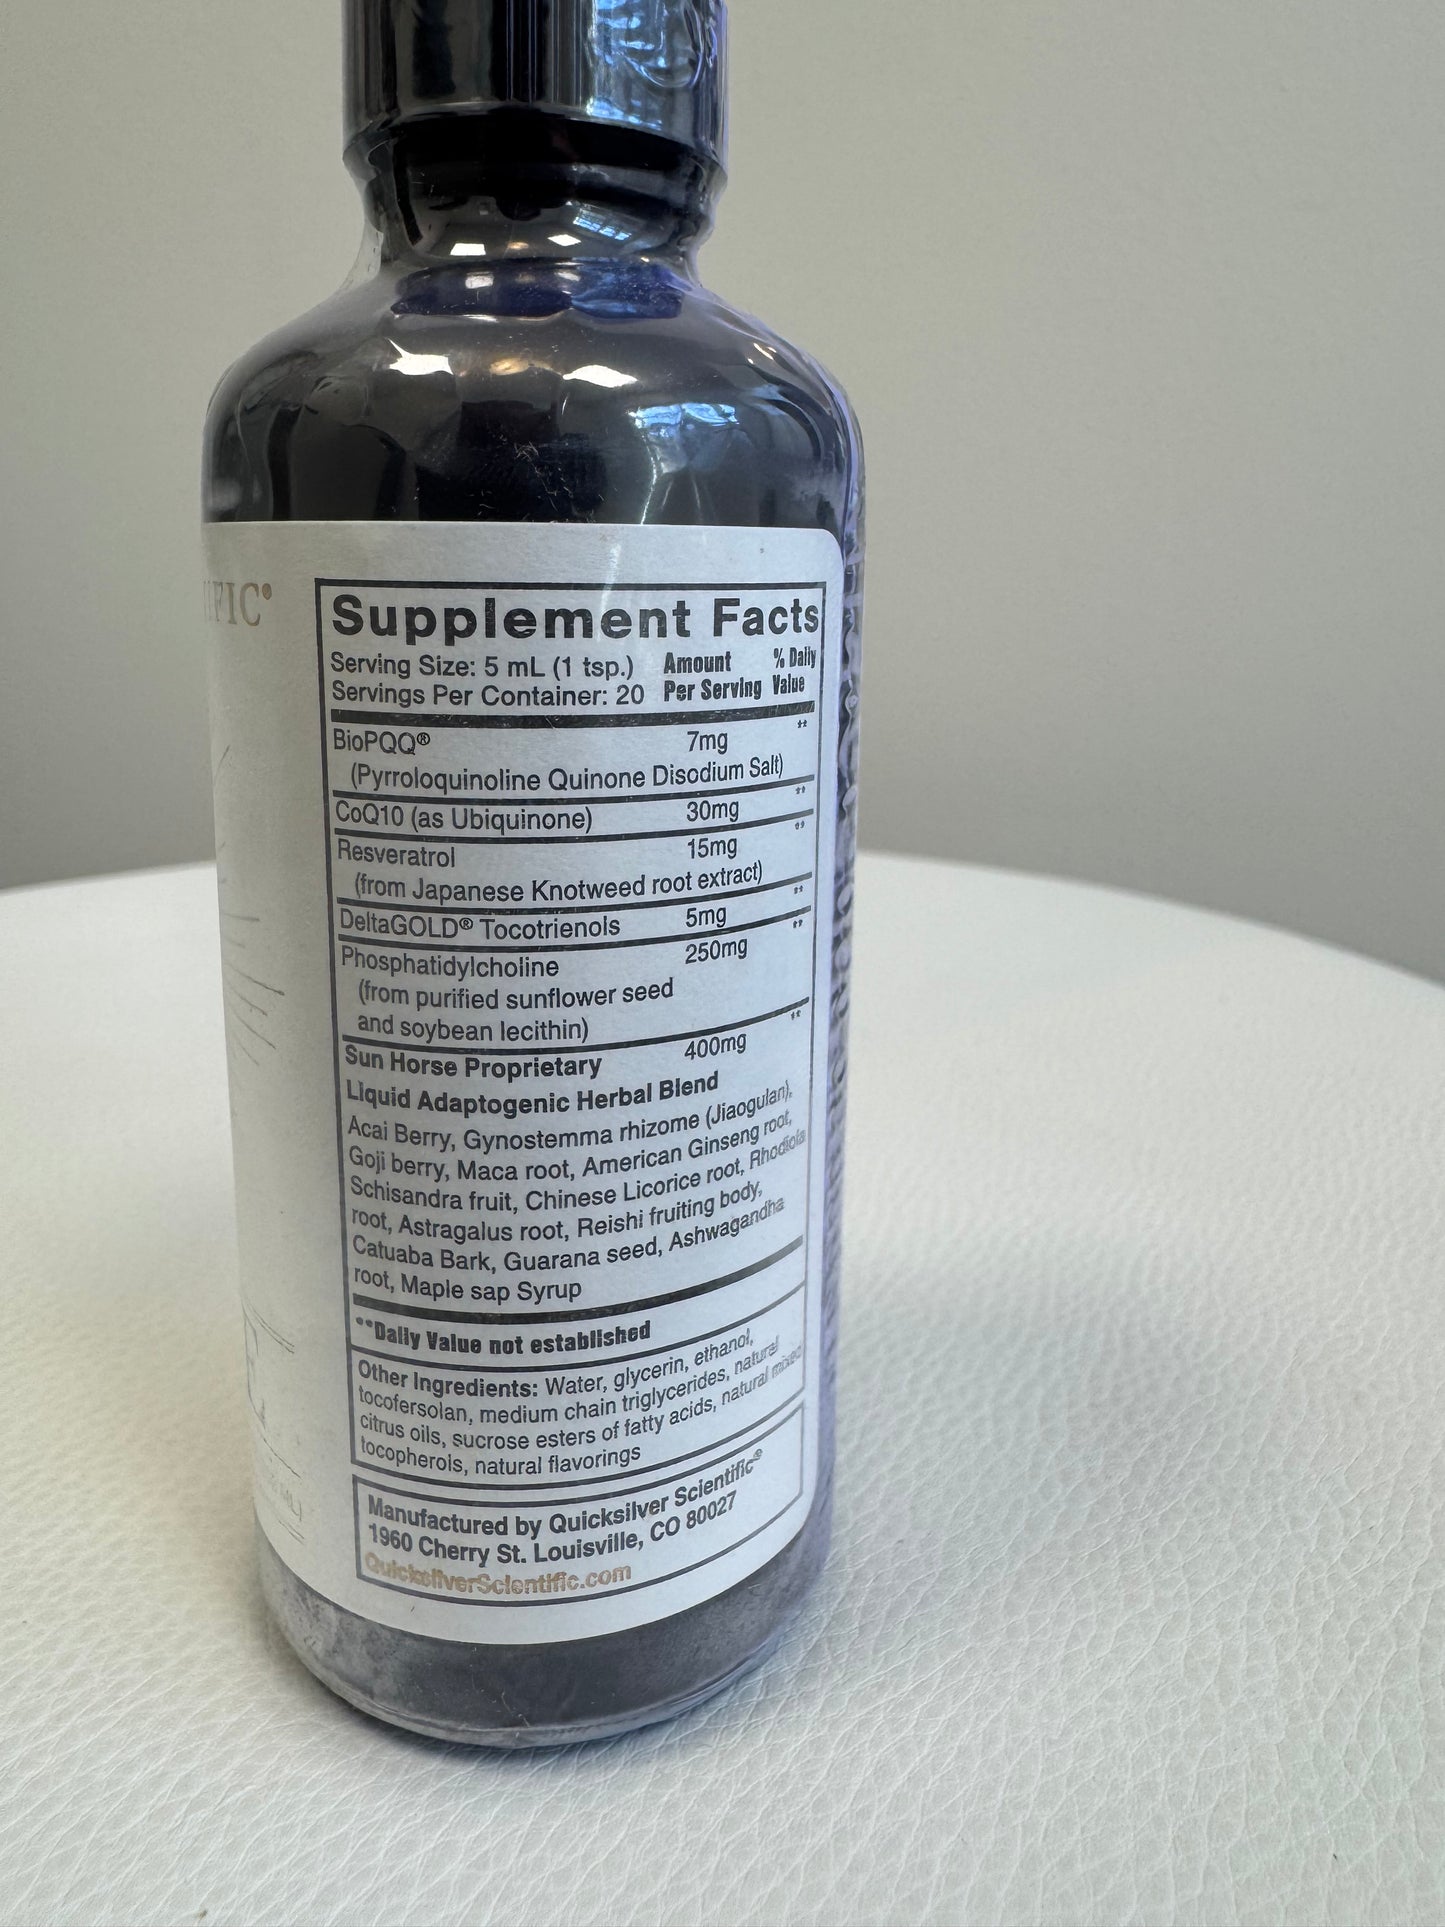 IFIC®
Supplement Facts
Serving Size: 5 mL (1 tsp.) Amount % Daily
Servings Per Container: 20 Per Serving Value
BioPQQ® 7mg **
(Pyrroloquinoline Quinone Disodium Salt)
CoQ10 (as Ubiquinone) 30mg **
Resveratrol 15mg **
(from Japanese Knotweed root extract)
DeltaGOLD® Tocotrienols 5mg **
Phosphatidylcholine 250mg **
(from purified sunflower seed
and soybean lecithin)
Sun Horse Proprietary 400mg **
Liquid Adaptogenic Herbal Blend
Acai Berry, Gynostemma rhizome (Jiaogulan),
Goji berry, Maca root, American Ginseng root,
Schisandra fruit, Chinese Licorice root, Rhodiola
root, Astragalus root, Reishi fruiting body,
Catuaba Bark, Guarana seed, Ashwagandha
root, Maple sap Syrup
**Daily Value not established
Other Ingredients: Water, glycerin, ethanol,
tocofersolan, medium chain triglycerides, natural
citrus oils, sucrose esters of fatty acids, natural mixed
tocopherols, natural flavorings
Manufactured by Quicksilver Scientific®
1960 Cherry St. Louisville, CO 80027
QuicksilverScientific.com